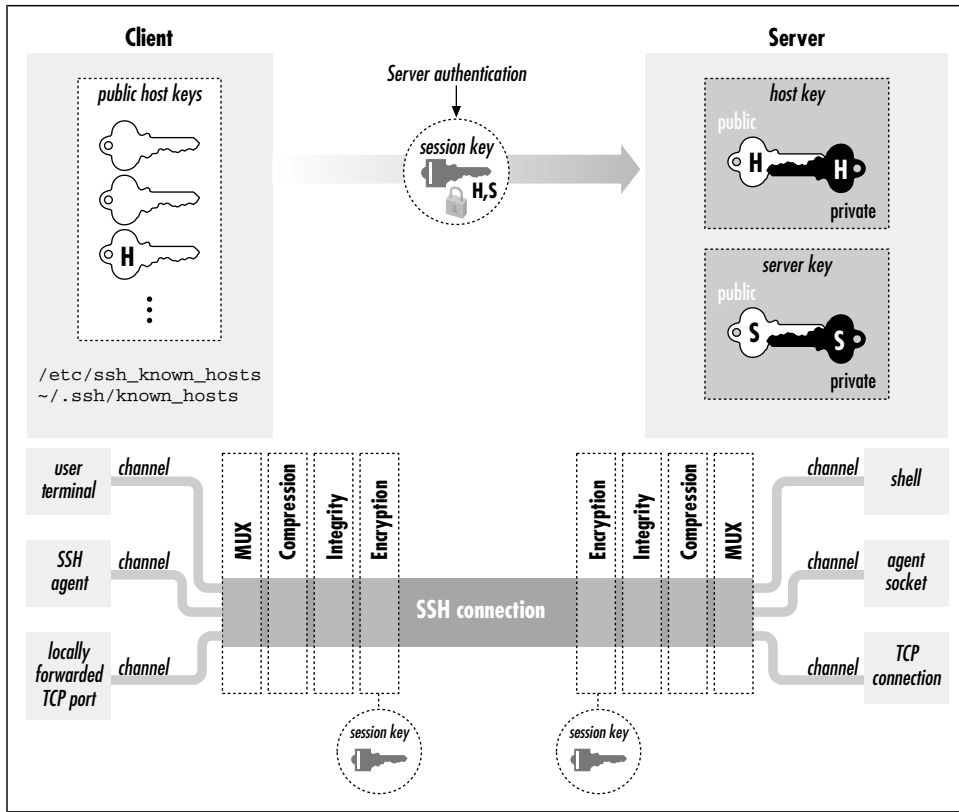 Client
Server
public host keys
H
/etc/ssh_known_hosts
~/.ssh/known_hosts
Server authentication
session key
H,S
host key
public
H
H
private
server key
public
S
S
private
user
terminal
channel
SSH
agent
channel
locally
forwarded
TCP port
channel
MUX
Compression
Integrity
Encryption
SSH connection
Encryption
Integrity
Compression
MUX
channel
shell
channel
agent
socket
channel
TCP
connection
session key
session key